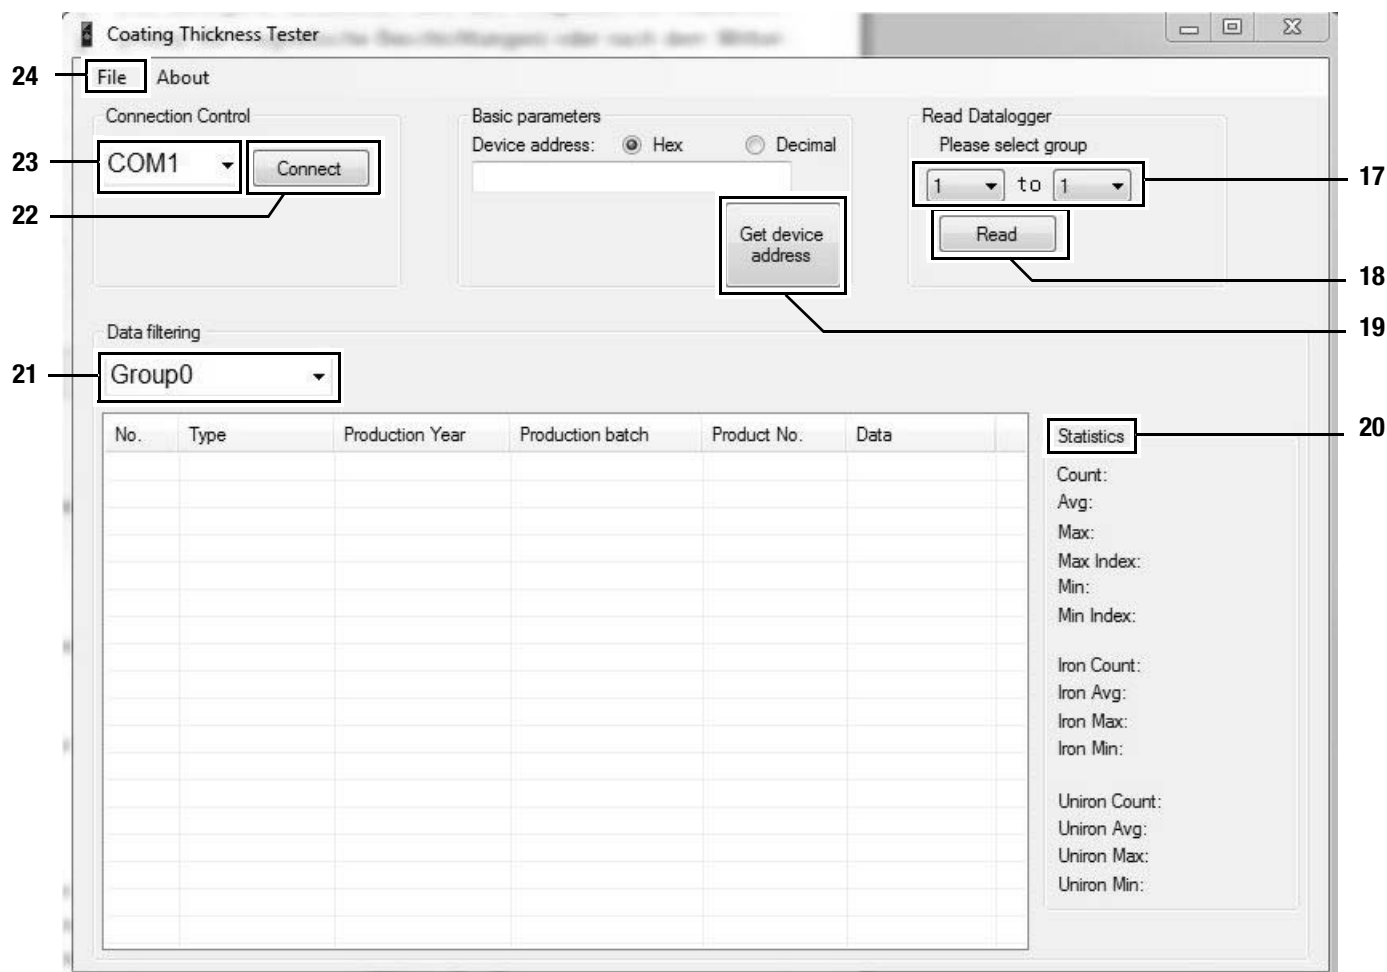 Coating Thickness Tester
24 File About
Connection Control
23 COM1 Connect
22
Basic parameters
Device address: Hex Decimal
Get device
address
Read Datalogger
Please select group
1 to 1 17
Read
18
19
Data filtering
21 Group0
No. Type Production Year Production batch Product No. Data
Statistics 20
Count:
Avg:
Max:
Max Index:
Min:
Min Index:
Iron Count:
Iron Avg:
Iron Max:
Iron Min:
Uniron Count:
Uniron Avg:
Uniron Max:
Uniron Min: